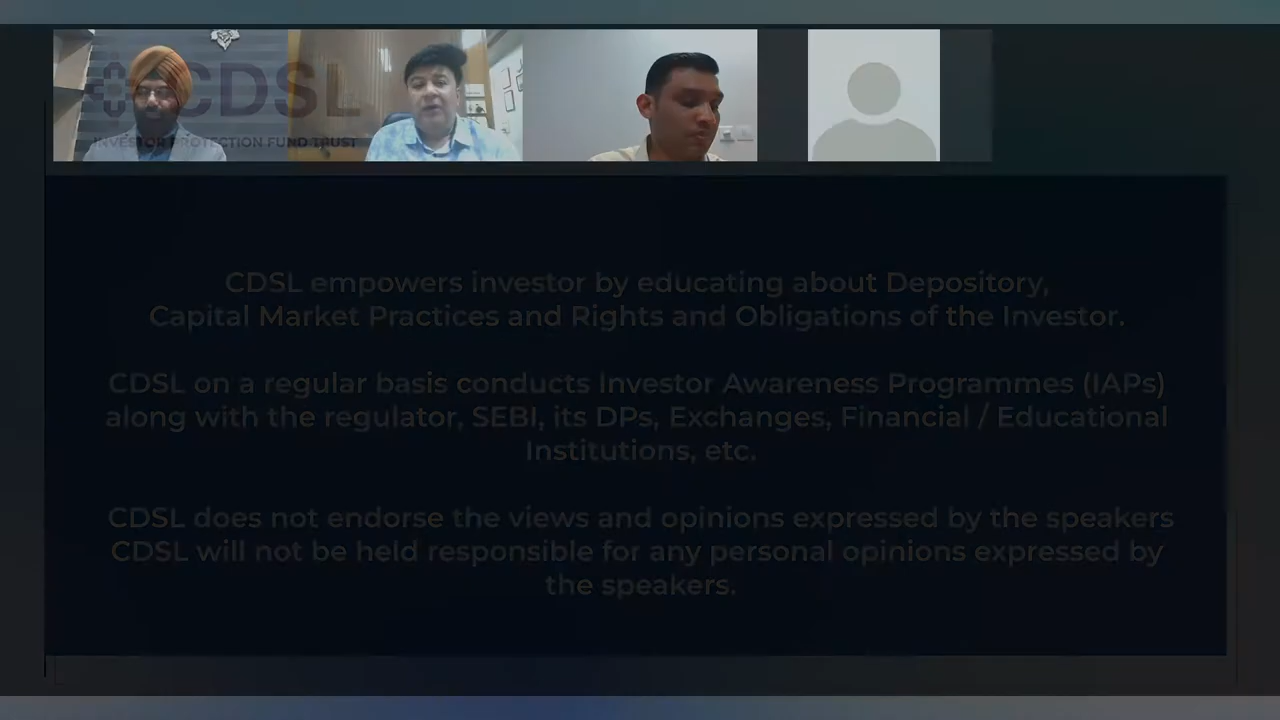 CDSL
INVESTOR PROTECTION FUND TRUST
CDSL empowers investor by educating about Depository,
Capital Market Practices and Rights and Obligations of the Investor.
CDSL on a regular basis conducts Investor Awareness Programmes (IAPs)
along with the regulator, SEBI, its DPs, Exchanges, Financial / Educational
Institutions, etc.
CDSL does not endorse the views and opinions expressed by the speakers
CDSL will not be held responsible for any personal opinions expressed by
the speakers.